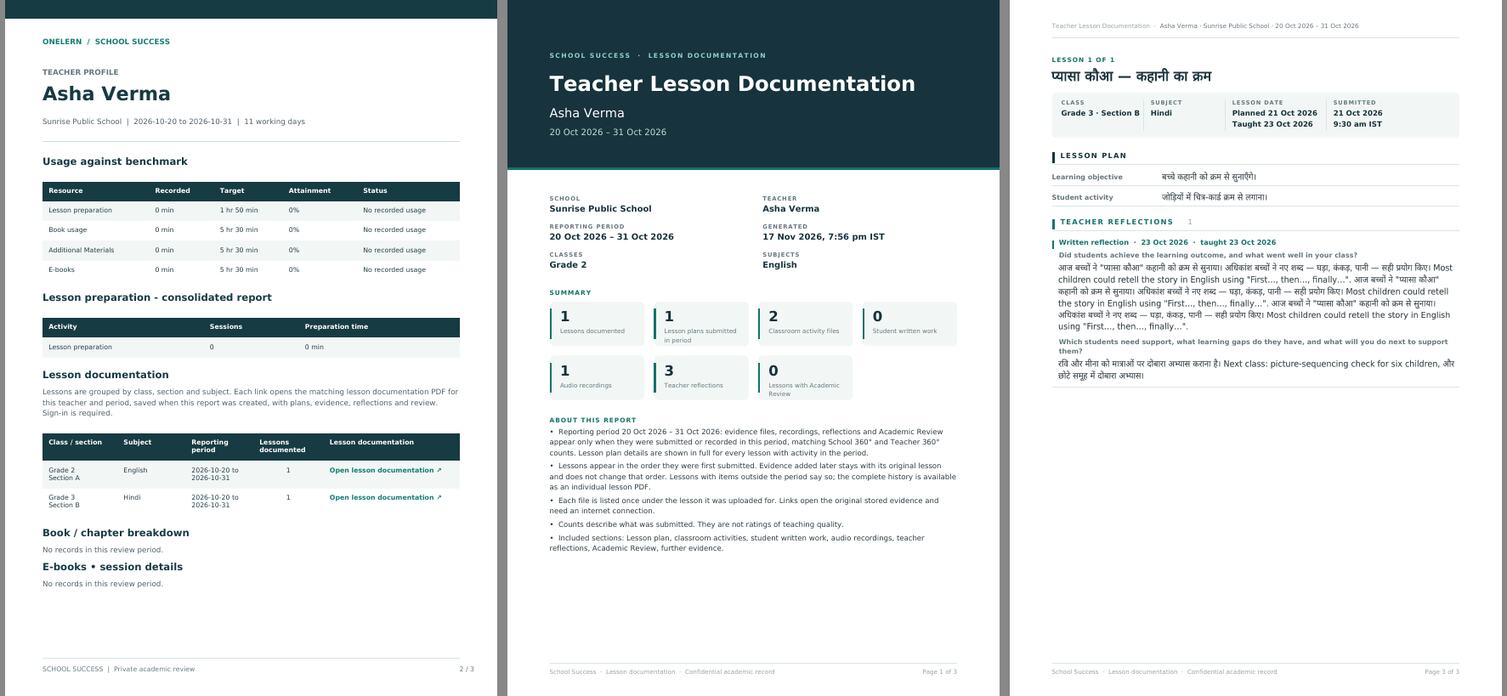 ONELERN / SCHOOL SUCCESS
TEACHER PROFILE
Asha Verma
Sunrise Public School | 2026-10-20 to 2026-10-31 | 11 working days
Usage against benchmark
Resource Recorded Target Attainment Status
Lesson preparation 0 min 1 hr 50 min 0% No recorded usage
Book usage 0 min 5 hr 30 min 0% No recorded usage
Additional Materials 0 min 5 hr 30 min 0% No recorded usage
E-books 0 min 5 hr 30 min 0% No recorded usage
Lesson preparation - consolidated report
Activity Sessions Preparation time
Lesson preparation 0 0 min
Lesson documentation
Lessons are grouped by class, section and subject. Each link opens the matching lesson documentation PDF for
this teacher and period, saved when this report was created, with plans, evidence, reflections and review.
Sign-in is required.
Class / section Subject Reporting Lessons Lesson documentation
period documented
Grade 2 English 2026-10-20 to 1 Open lesson documentation ↗
Section A 2026-10-31
Grade 3 Hindi 2026-10-20 to 1 Open lesson documentation ↗
Section B 2026-10-31
Book / chapter breakdown
No records in this review period.
E-books • session details
No records in this review period.
SCHOOL SUCCESS | Private academic review 2 / 3
SCHOOL SUCCESS · LESSON DOCUMENTATION
Teacher Lesson Documentation
Asha Verma
20 Oct 2026 – 31 Oct 2026
SCHOOL TEACHER
Sunrise Public School Asha Verma
REPORTING PERIOD GENERATED
20 Oct 2026 – 31 Oct 2026 17 Nov 2026, 7:56 pm IST
CLASSES SUBJECTS
Grade 2 English
SUMMARY
1 1 2 0
Lessons documented Lesson plans submitted Classroom activity files Student written work
in period
1 3 0
Audio recordings Teacher reflections Lessons with Academic
Review
ABOUT THIS REPORT
• Reporting period 20 Oct 2026 – 31 Oct 2026: evidence files, recordings, reflections and Academic Review
appear only when they were submitted or recorded in this period, matching School 360° and Teacher 360°
counts. Lesson plan details are shown in full for every lesson with activity in the period.
• Lessons appear in the order they were first submitted. Evidence added later stays with its original lesson
and does not change that order. Lessons with items outside the period say so; the complete history is available
as an individual lesson PDF.
• Each file is listed once under the lesson it was uploaded for. Links open the original stored evidence and
need an internet connection.
• Counts describe what was submitted. They are not ratings of teaching quality.
• Included sections: Lesson plan, classroom activities, student written work, audio recordings, teacher
reflections, Academic Review, further evidence.
School Success · Lesson documentation · Confidential academic record Page 1 of 3
Teacher Lesson Documentation · Asha Verma · Sunrise Public School · 20 Oct 2026 – 31 Oct 2026
LESSON 1 OF 1
प्यासा कौआ — कहानी का क्रम
CLASS SUBJECT LESSON DATE SUBMITTED
Grade 3 · Section B Hindi Planned 21 Oct 2026 21 Oct 2026
Taught 23 Oct 2026 9:30 am IST
LESSON PLAN
Learning objective बच्चे कहानी को क्रम से सुनाएँगे।
Student activity जोड़ियों में चित्र-कार्ड क्रम से लगाना।
TEACHER REFLECTIONS 1
Written reflection · 23 Oct 2026 · taught 23 Oct 2026
Did students achieve the learning outcome, and what went well in your class?
आज बच्चों ने "प्यासा कौआ" कहानी को क्रम से सुनाया। अधिकांश बच्चों ने नए शब्द — घड़ा, कंकड़, पानी — सही प्रयोग किए। Most
children could retell the story in English using "First…, then…, finally…". आज बच्चों ने "प्यासा कौआ"
कहानी को क्रम से सुनाया। अधिकांश बच्चों ने नए शब्द — घड़ा, कंकड़, पानी — सही प्रयोग किए। Most children could retell
the story in English using "First…, then…, finally…". आज बच्चों ने "प्यासा कौआ" कहानी को क्रम से सुनाया।
अधिकांश बच्चों ने नए शब्द — घड़ा, कंकड़, पानी — सही प्रयोग किए। Most children could retell the story in English
using "First…, then…, finally…".
Which students need support, what learning gaps do they have, and what will you do next to support
them?
रवि और मीना को मात्राओं पर दोबारा अभ्यास कराना है। Next class: picture-sequencing check for six children, और
छोटे समूह में दोबारा अभ्यास।
School Success · Lesson documentation · Confidential academic record Page 3 of 3